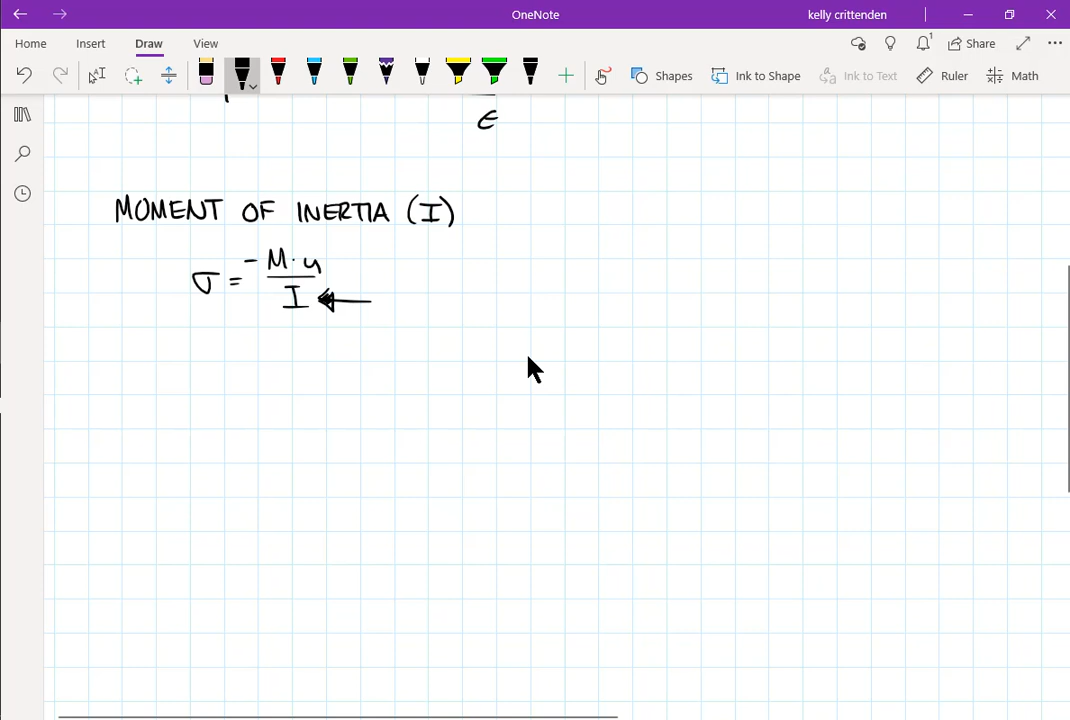 OneNote
kelly crittenden
Home Insert Draw View
Share
Shapes Ink to Shape Ink to Text Ruler Math
ϵ
MOMENT OF INERTIA (I)
σ = -M·y
I